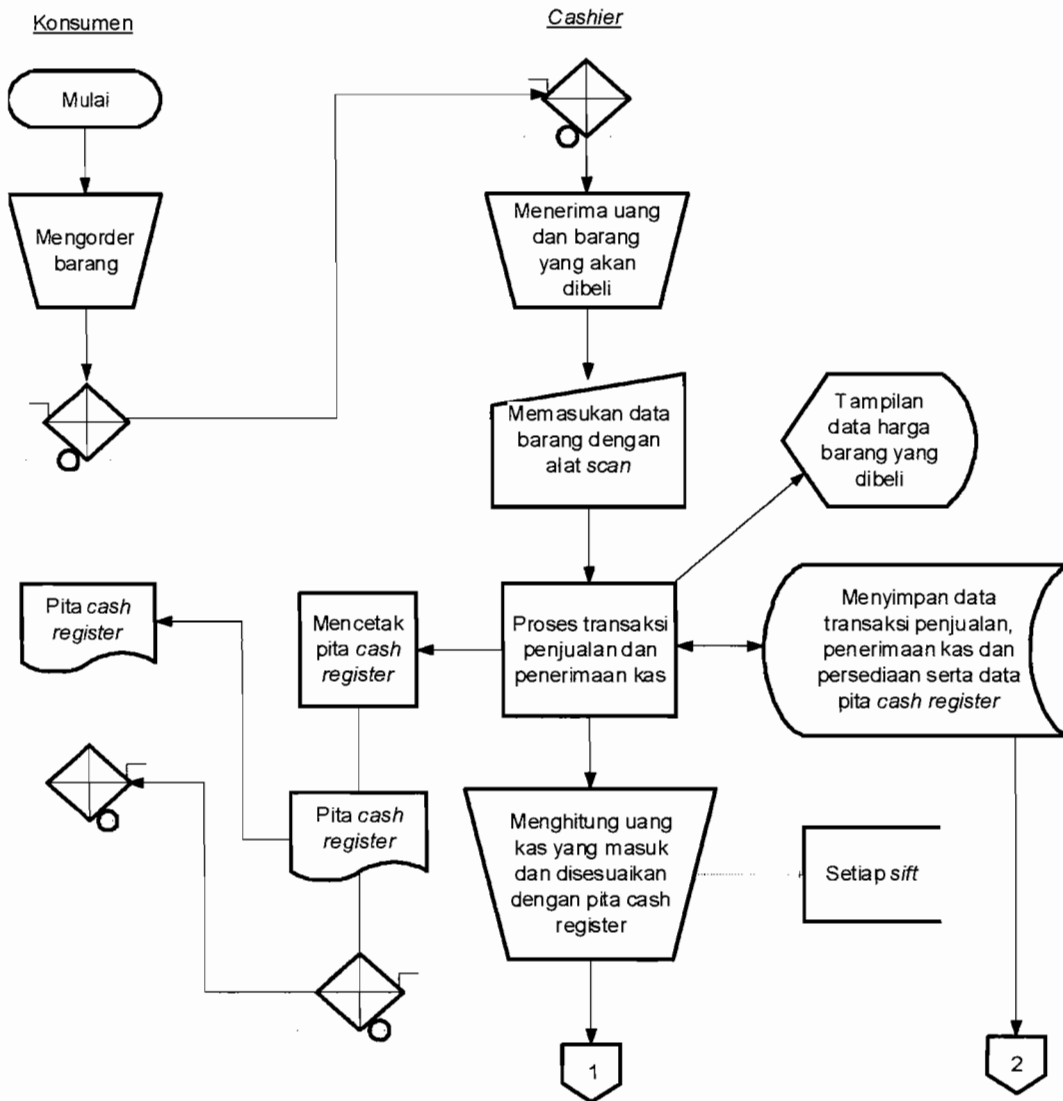 Konsumen
Cashier
Mulai
Mengorder
barang
Menerima uang
dan barang
yang akan
dibeli
Memasukan data
barang dengan
alat scan
Tampilan
data harga
barang yang
dibeli
Pita cash
register
Mencetak
pita cash
register
Proses transaksi
penjualan dan
penerimaan kas
Menyimpan data
transaksi penjualan,
penerimaan kas dan
persediaan serta data
pita cash register
Pita cash
register
Menghitung uang
kas yang masuk
dan disesuaikan
dengan pita cash
register
Setiap sift
1
2